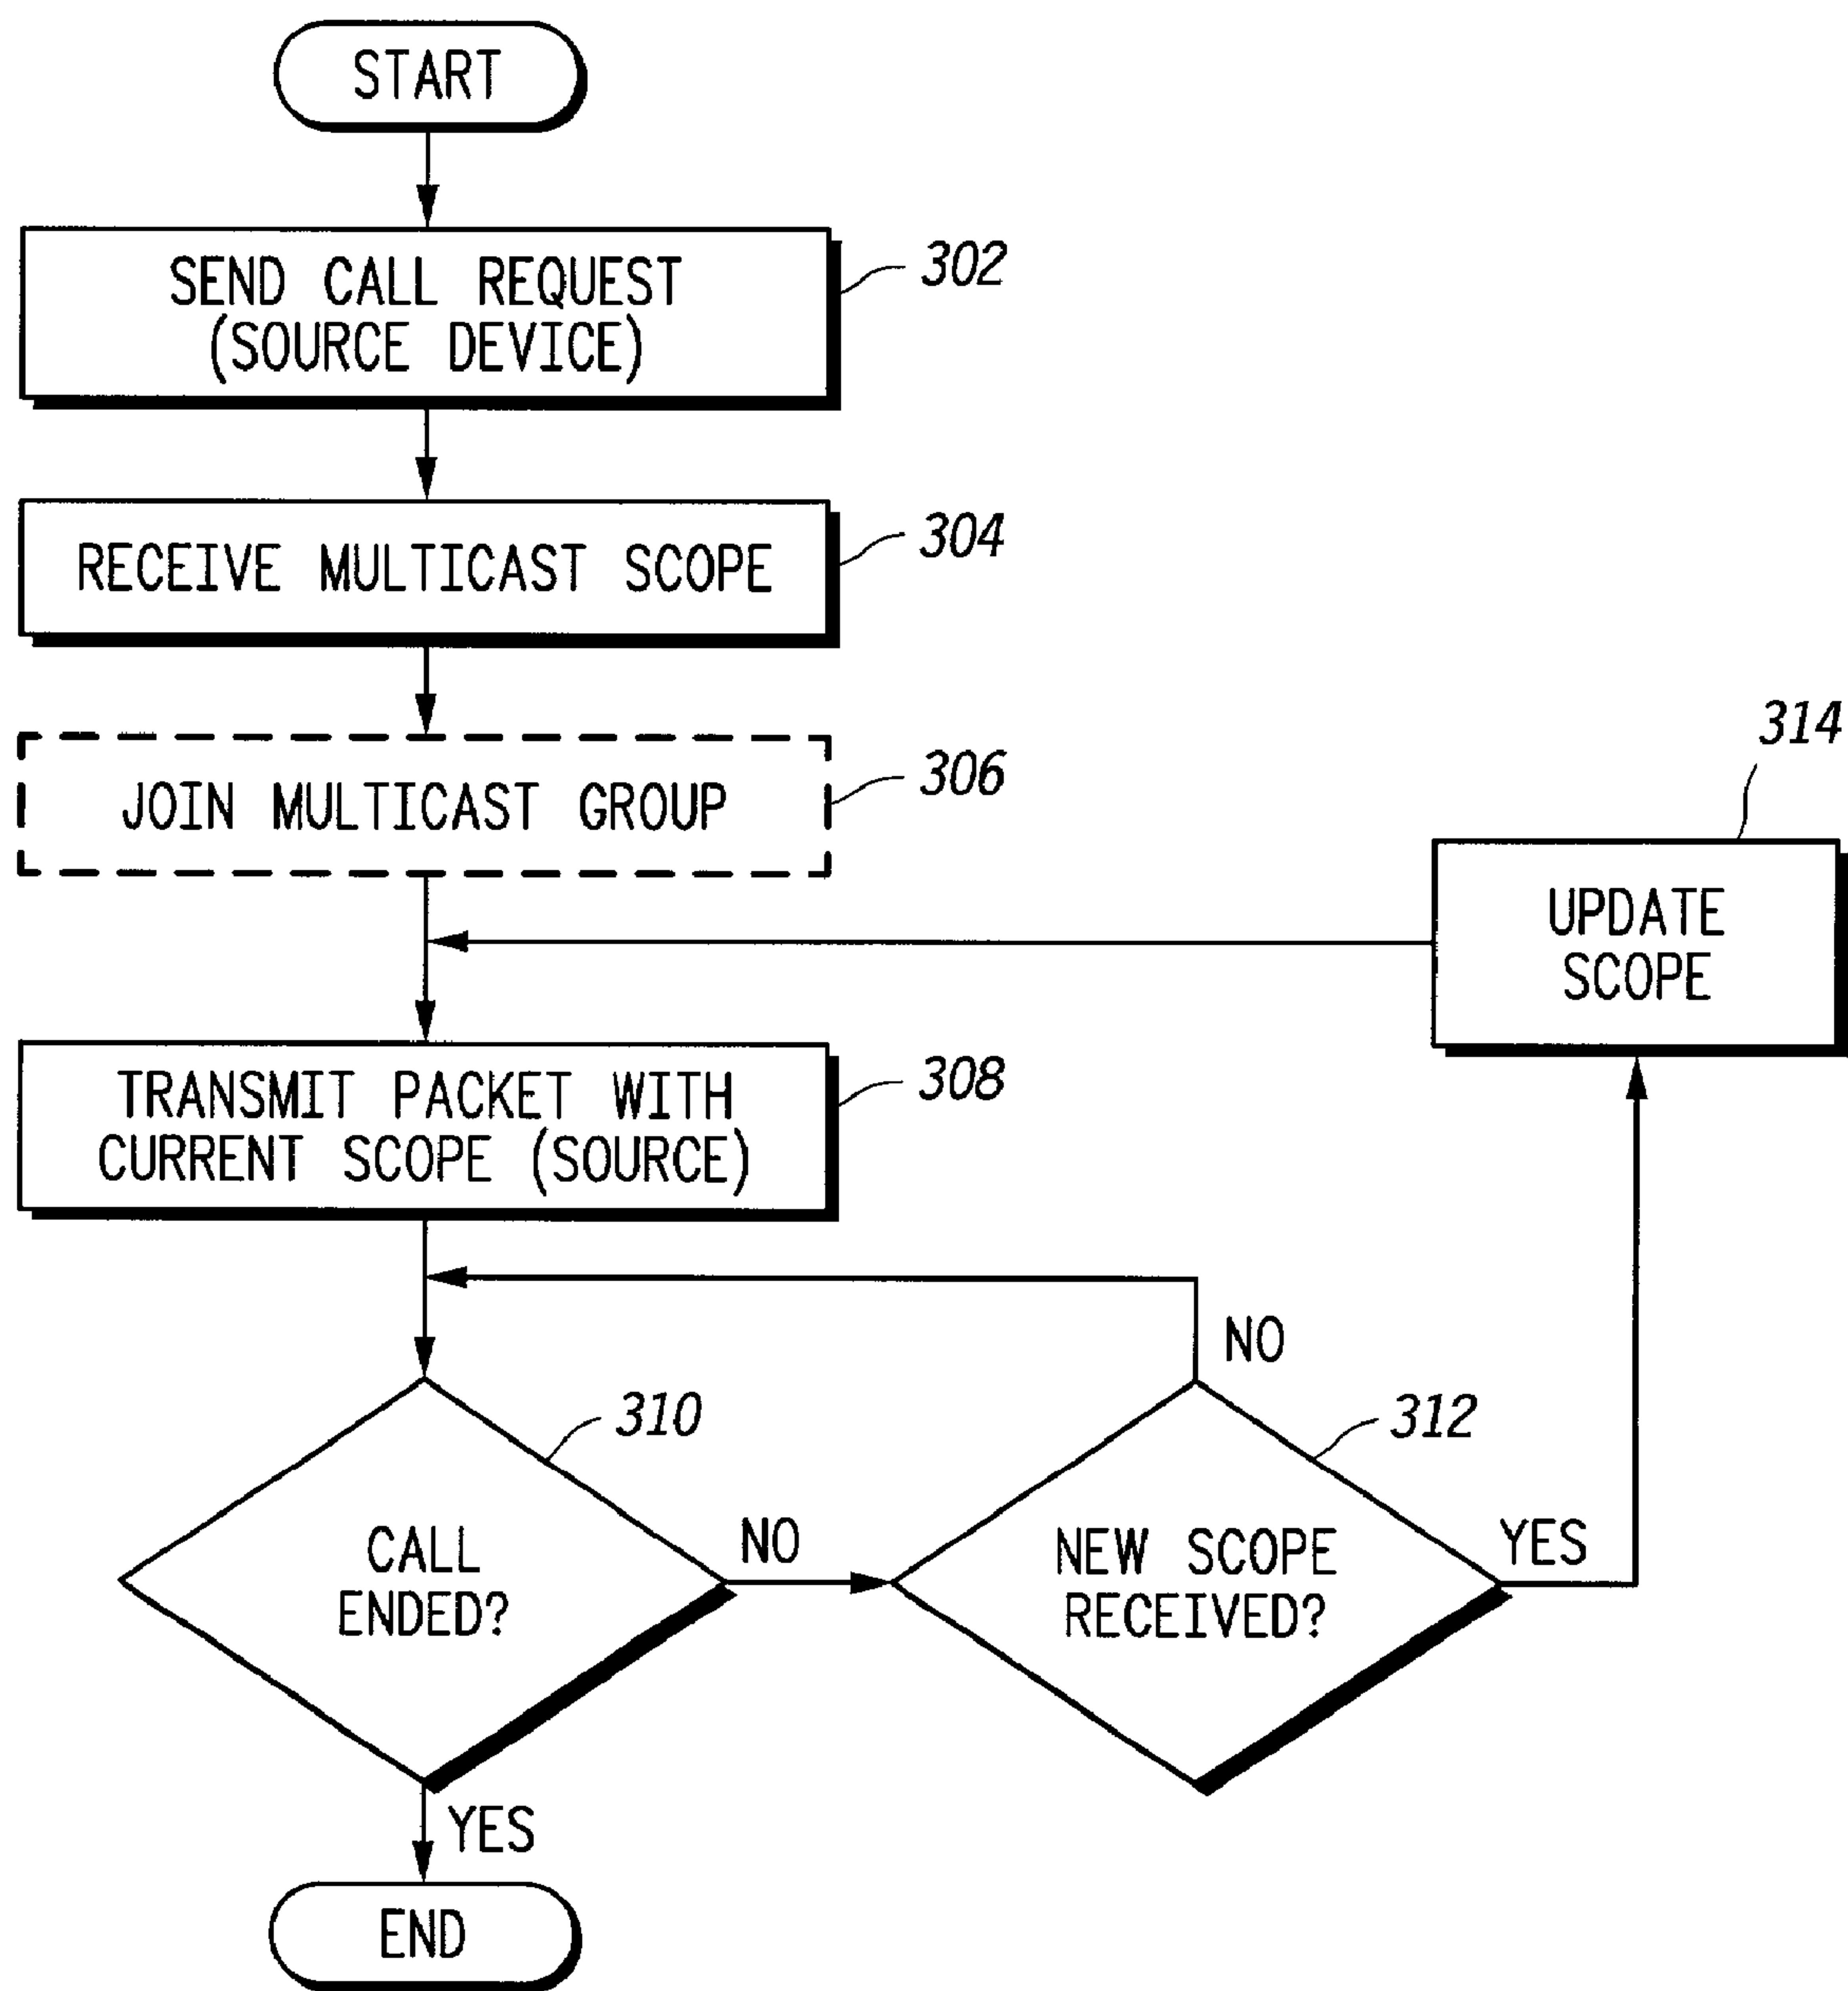 START
SEND CALL REQUEST
(SOURCE DEVICE)
302
RECEIVE MULTICAST SCOPE
304
JOIN MULTICAST GROUP
306
314
UPDATE
SCOPE
TRANSMIT PACKET WITH
CURRENT SCOPE (SOURCE)
308
NO
310
312
CALL
ENDED?
NO
NEW SCOPE
RECEIVED?
YES
YES
END